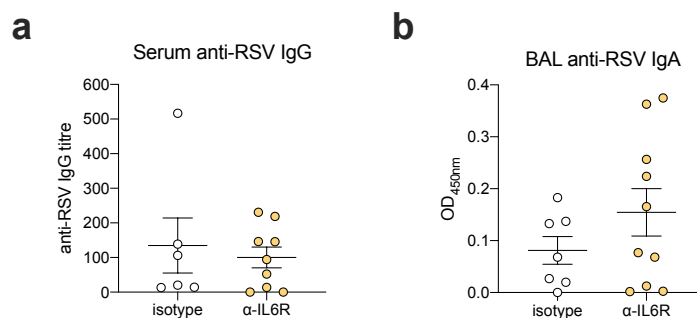 a
Serum anti-RSV IgG
anti-RSV IgG titre
600
500
400
300
200
100
0
isotype
α-IL6R
b
BAL anti-RSV IgA
OD450nm
0.4
0.3
0.2
0.1
0.0
isotype
α-IL6R